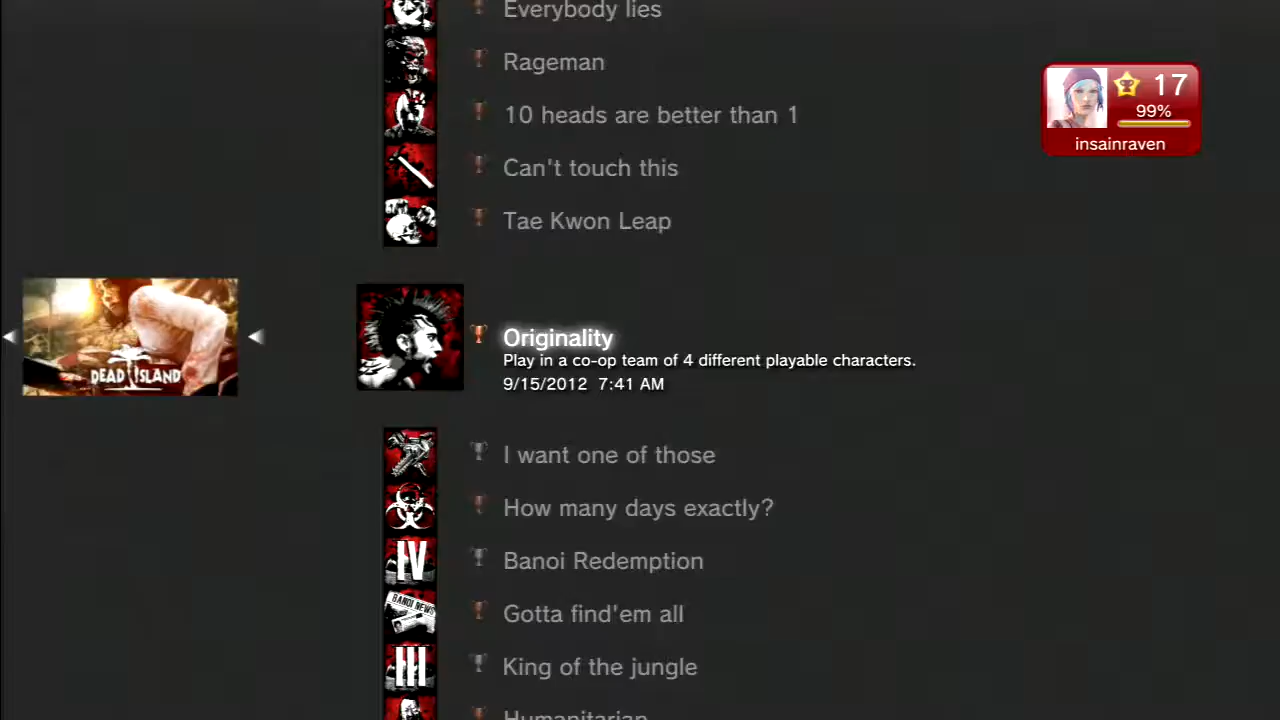 Everybody lies
Rageman
17
99%
insainraven
10 heads are better than 1
Can't touch this
Tae Kwon Leap
DEAD ISLAND
Originality
Play in a co-op team of 4 different playable characters.
9/15/2012 7:41 AM
I want one of those
How many days exactly?
IV
Banoi Redemption
BANOI NEWS
Gotta find'em all
III
King of the jungle
Humanitarian